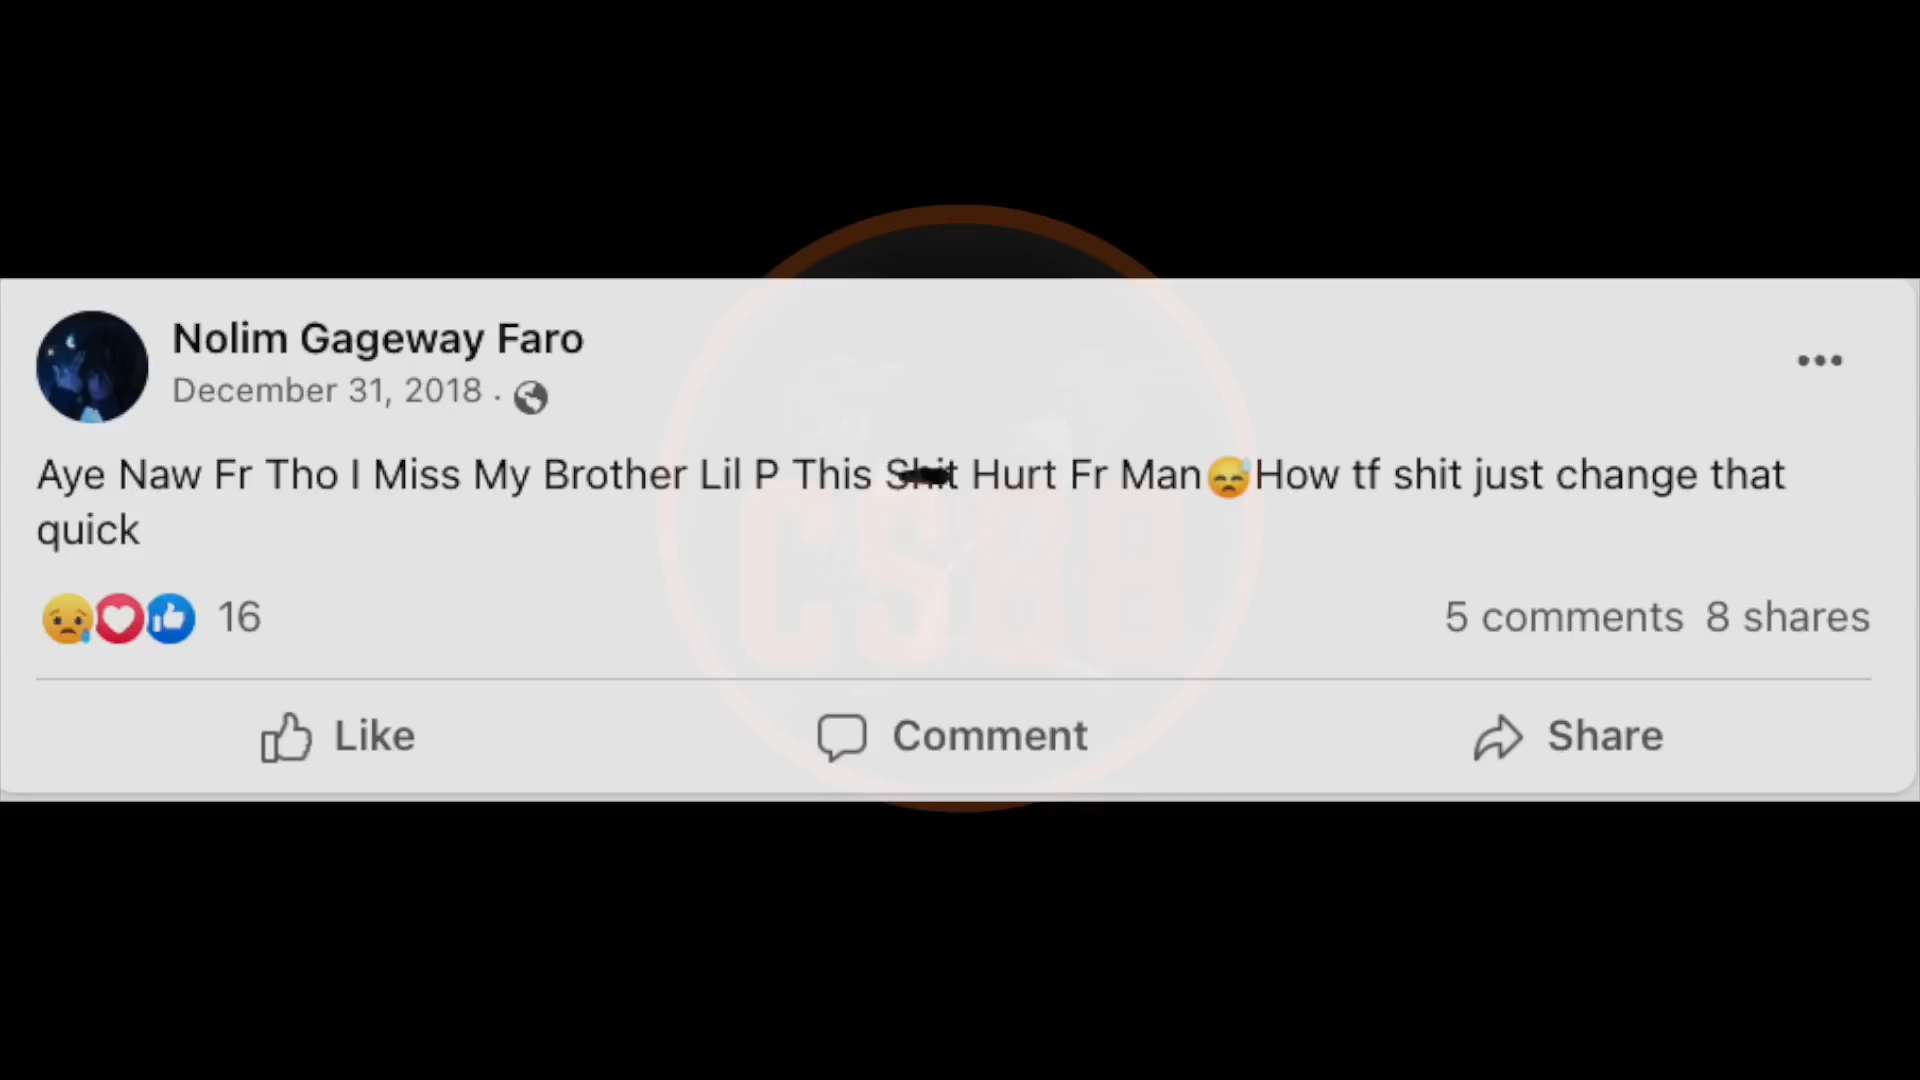 Nolim Gageway Faro
December 31, 2018 ·
Aye Naw Fr Tho I Miss My Brother Lil P This Shit Hurt Fr Man😓How tf shit just change that
quick
16
5 comments 8 shares
CS88
Like
Comment
Share